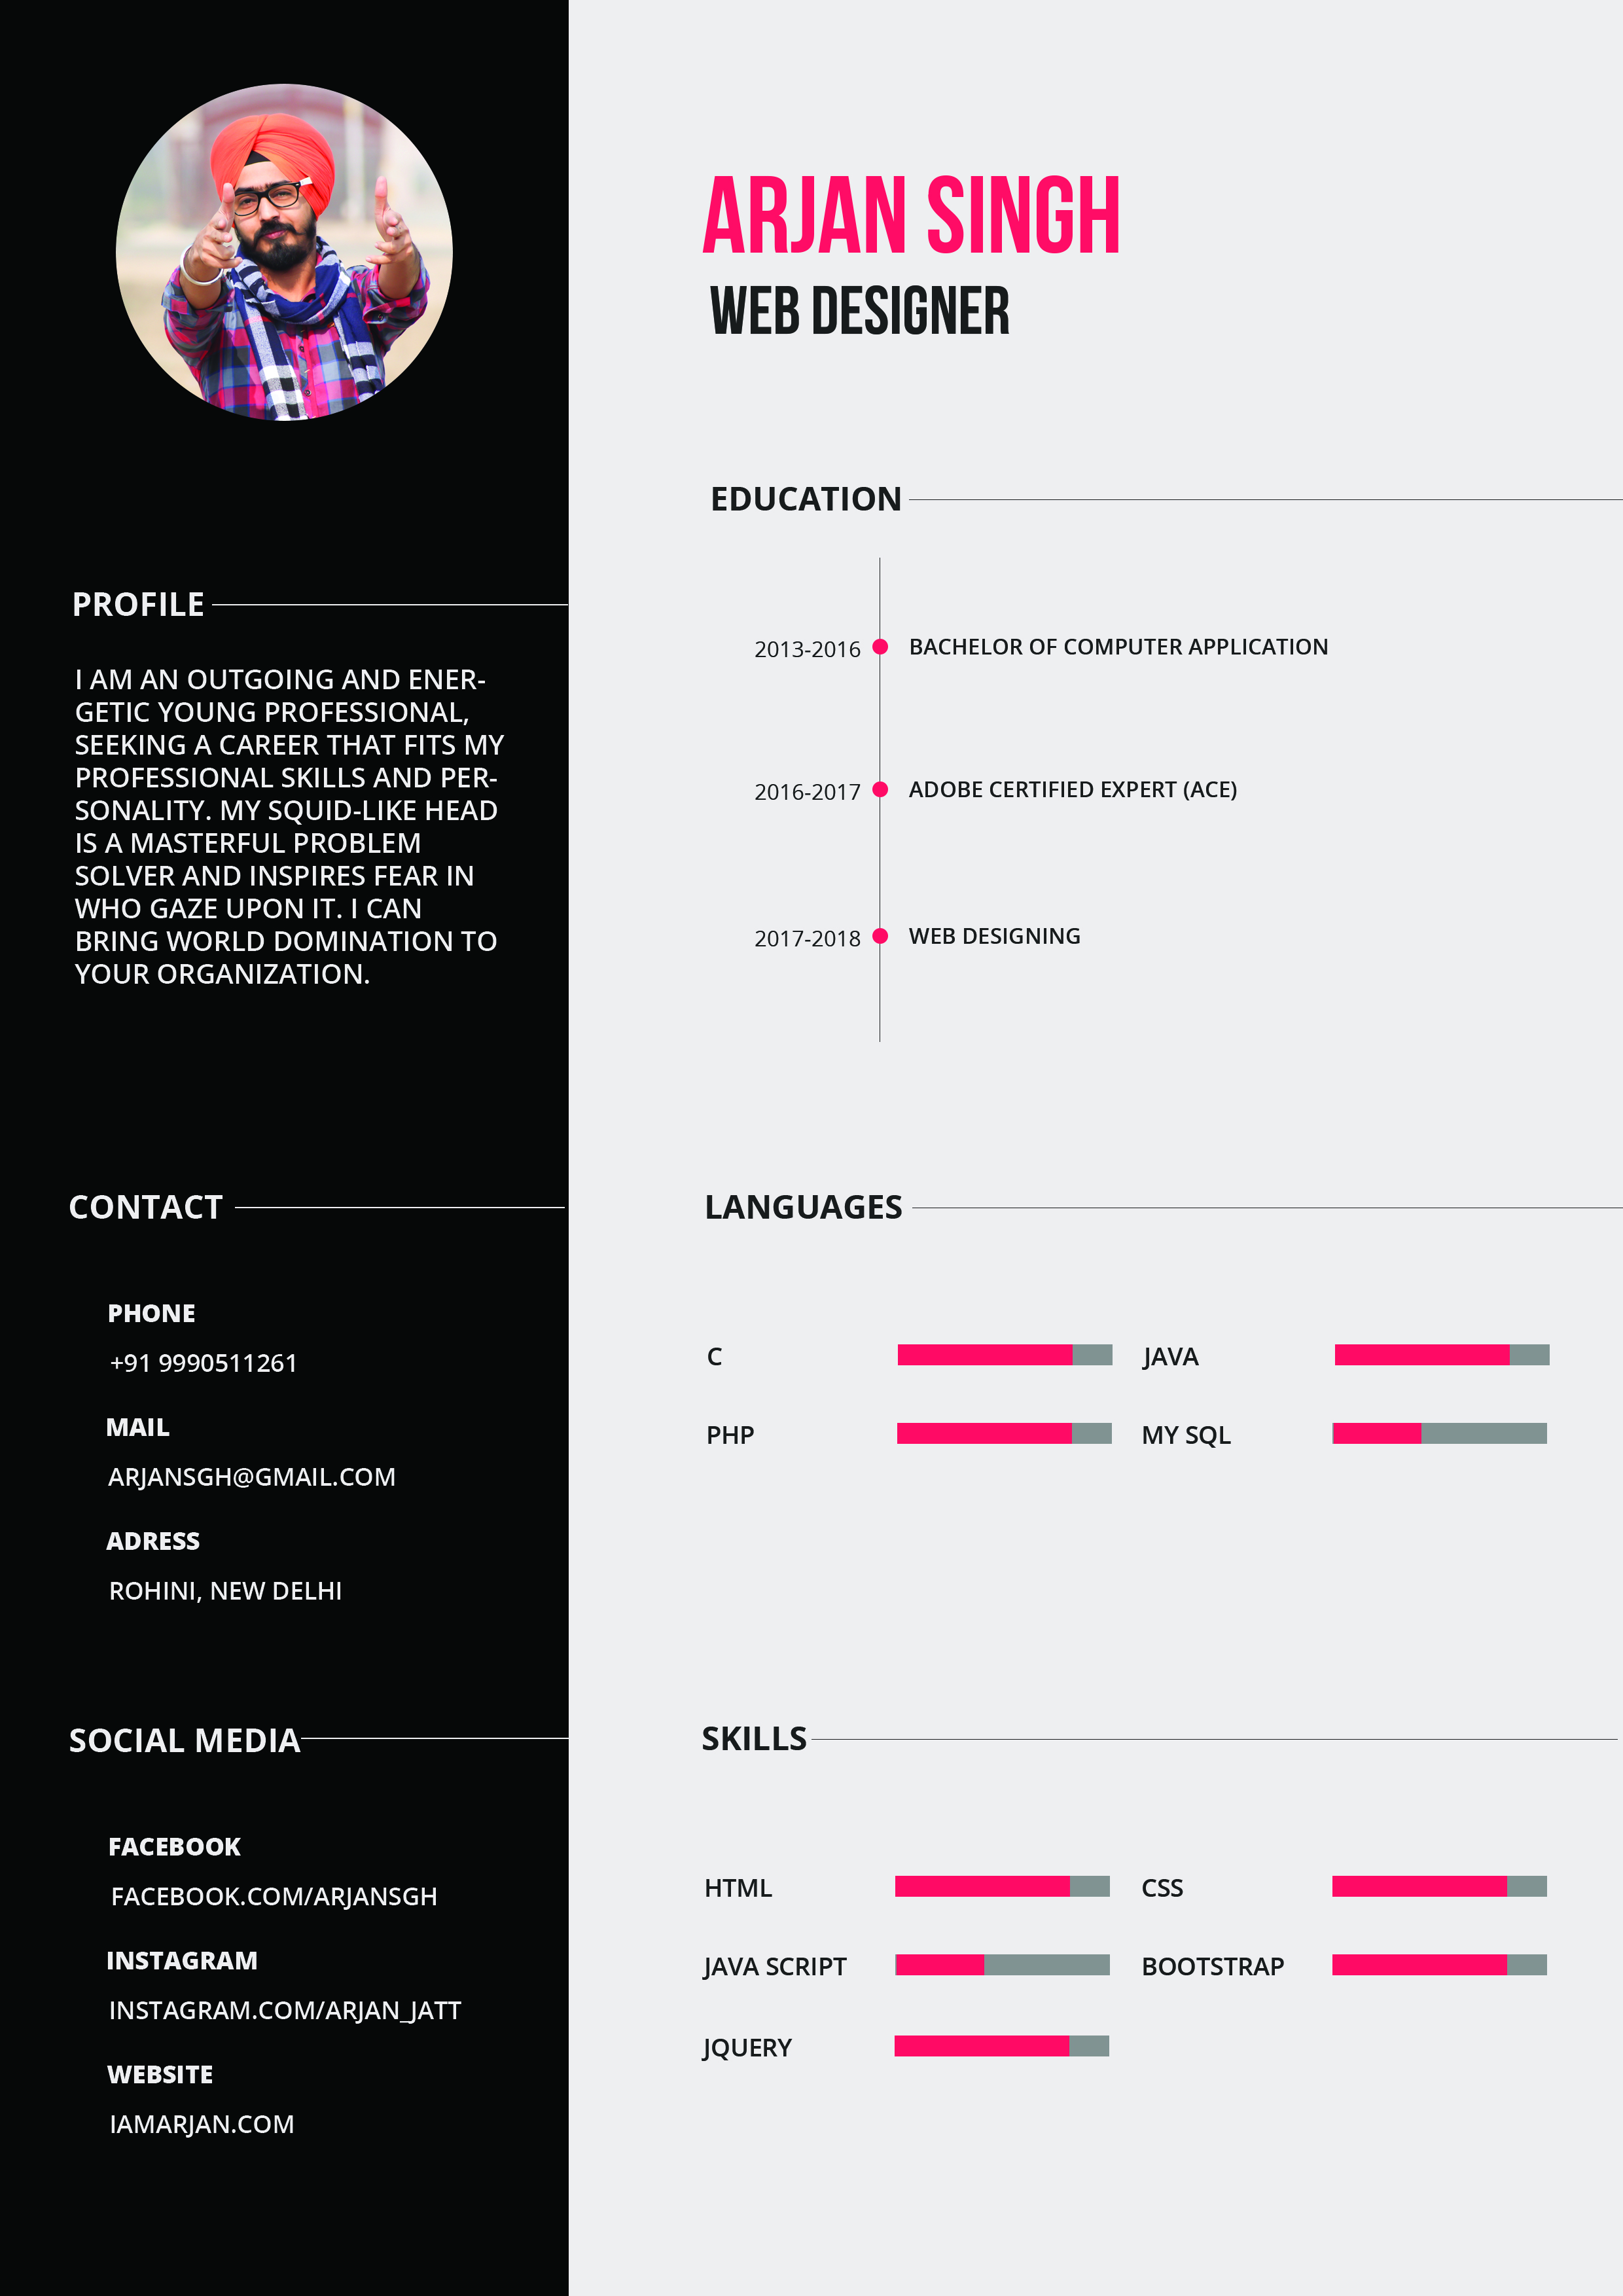 ARJAN SINGH
WEB DESIGNER
PROFILE
I AM AN OUTGOING AND ENER-
GETIC YOUNG PROFESSIONAL,
SEEKING A CAREER THAT FITS MY
PROFESSIONAL SKILLS AND PER-
SONALITY. MY SQUID-LIKE HEAD
IS A MASTERFUL PROBLEM
SOLVER AND INSPIRES FEAR IN
WHO GAZE UPON IT. I CAN
BRING WORLD DOMINATION TO
YOUR ORGANIZATION.
CONTACT
PHONE
+91 9990511261
MAIL
ARJANSGH@GMAIL.COM
ADRESS
ROHINI, NEW DELHI
SOCIAL MEDIA
FACEBOOK
FACEBOOK.COM/ARJANSGH
INSTAGRAM
INSTAGRAM.COM/ARJAN_JATT
WEBSITE
IAMARJAN.COM
EDUCATION
2013-2016 BACHELOR OF COMPUTER APPLICATION
2016-2017 ADOBE CERTIFIED EXPERT (ACE)
2017-2018 WEB DESIGNING
LANGUAGES
C JAVA
PHP MY SQL
SKILLS
HTML CSS
JAVA SCRIPT BOOTSTRAP
JQUERY